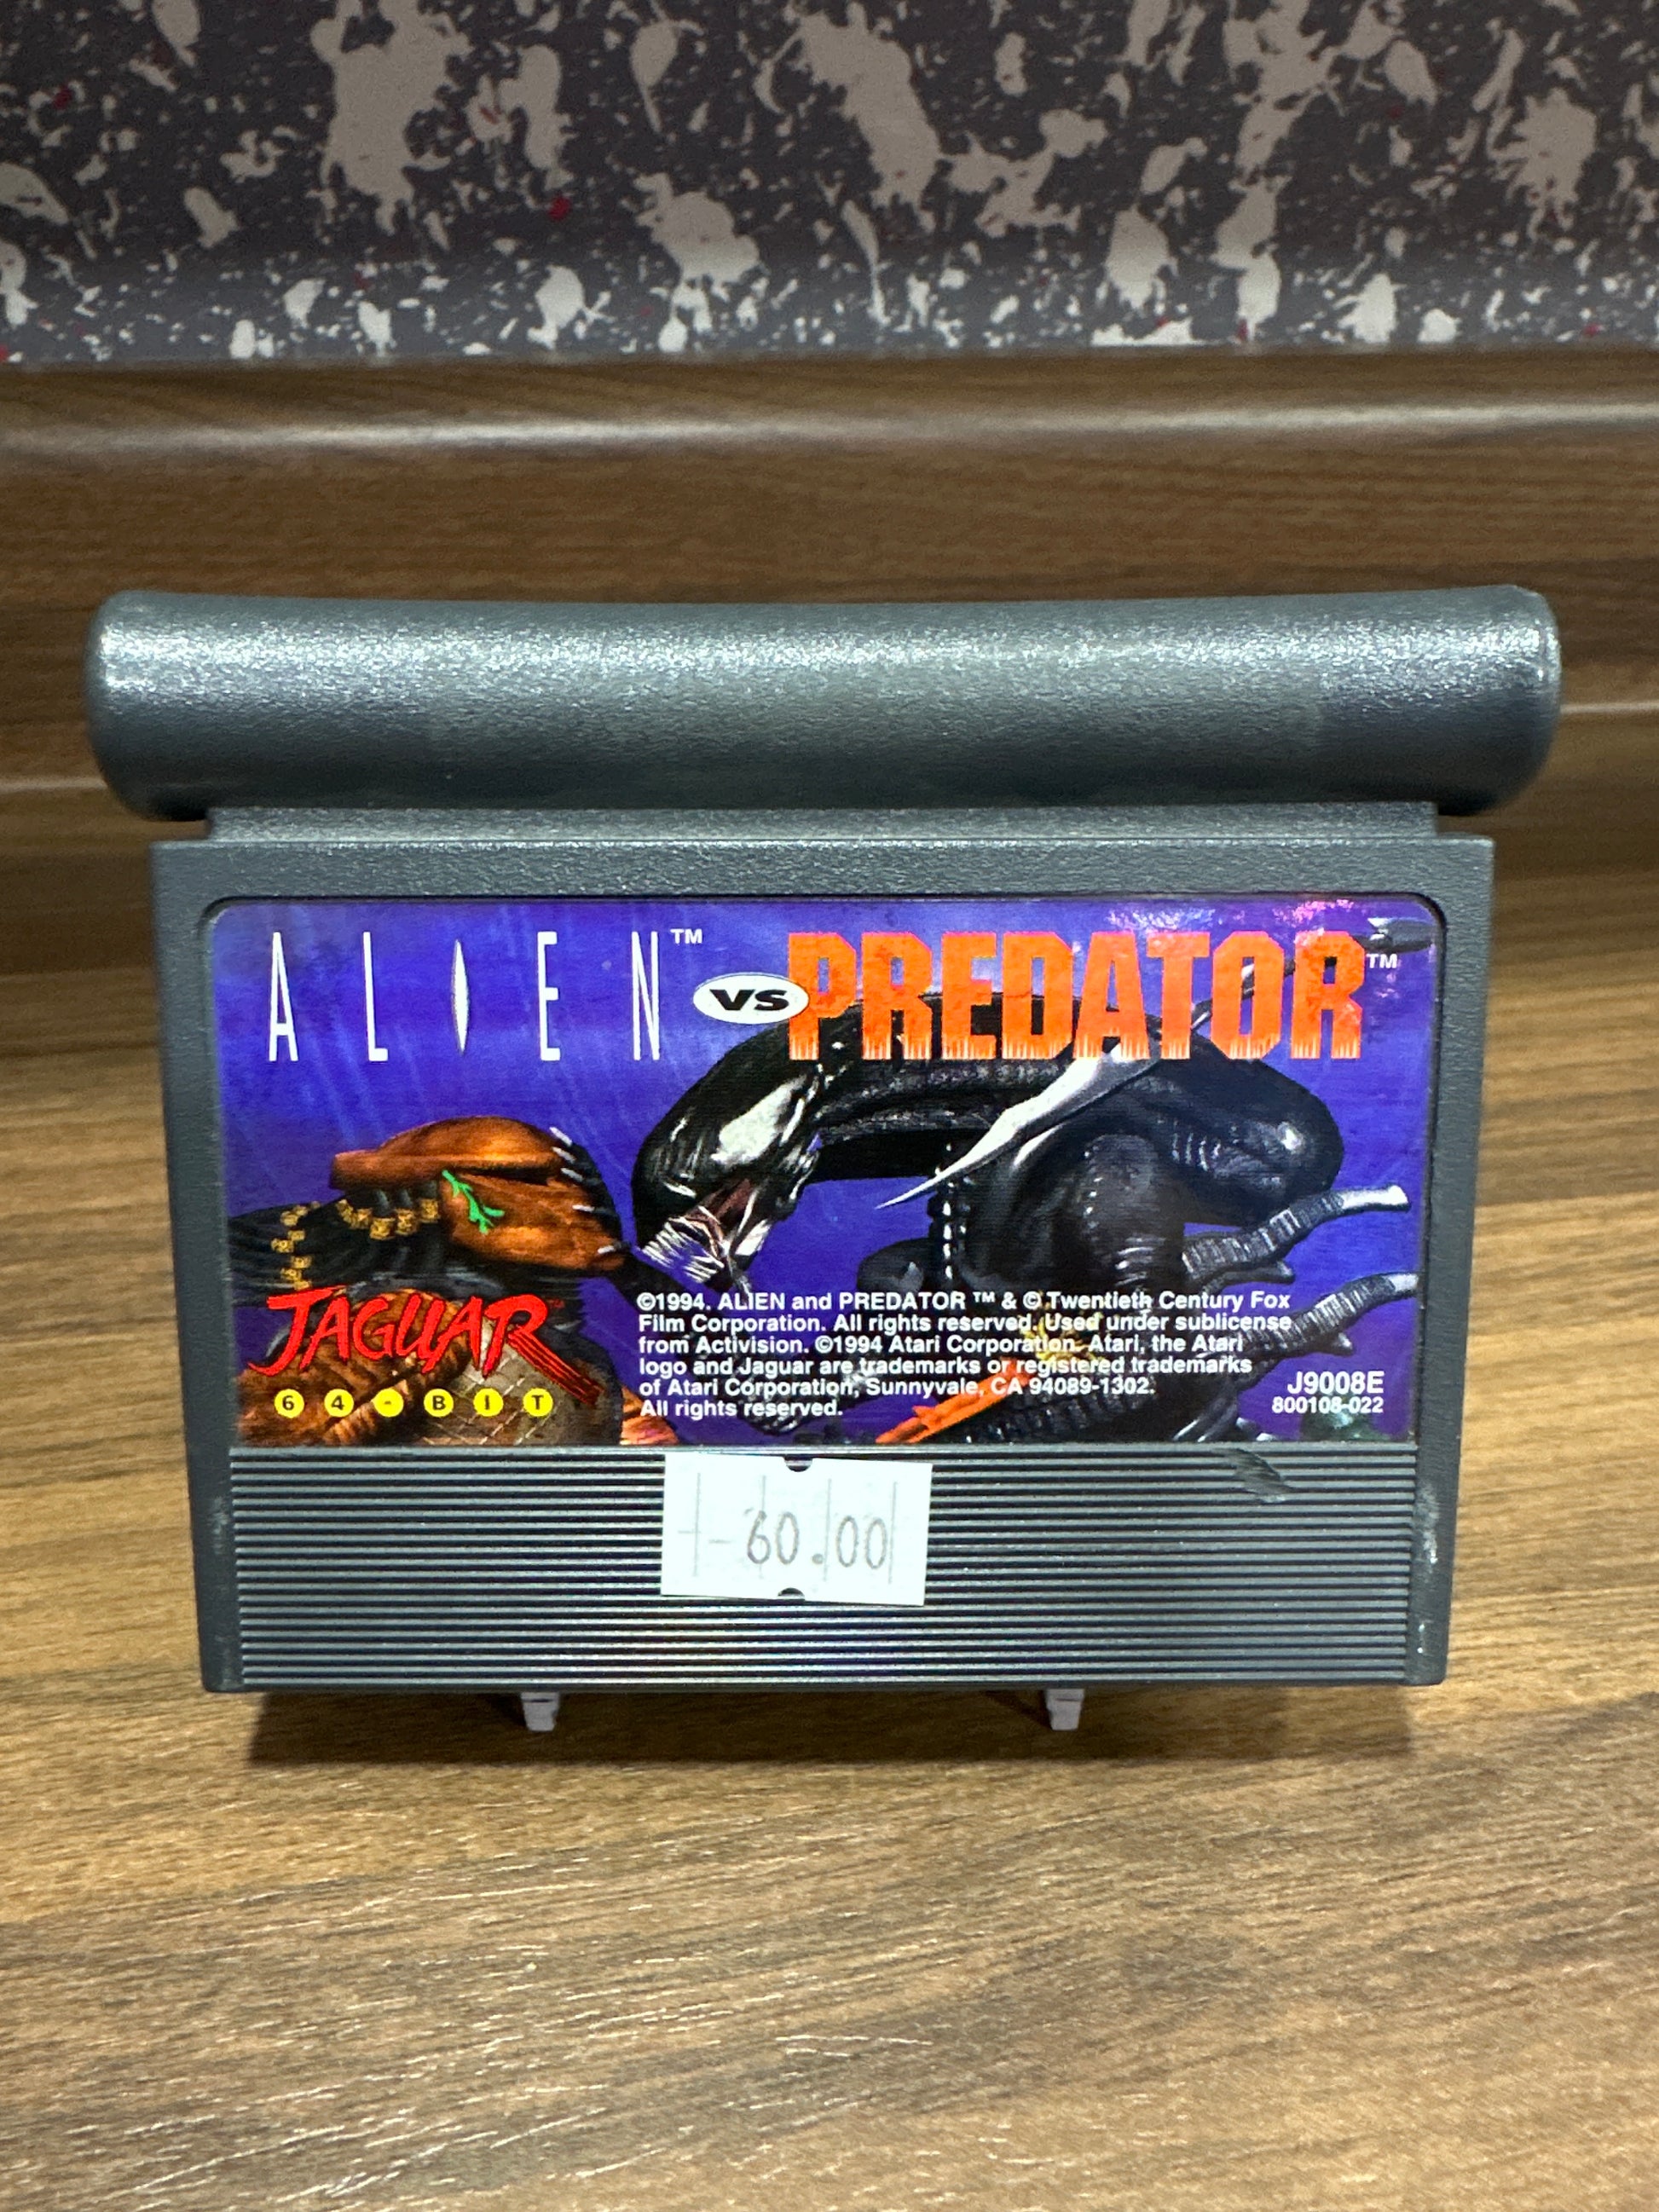 ALIEN™ VS PREDATOR™
©1994. ALIEN and PREDATOR ™ & © Twentieth Century Fox
Film Corporation. All rights reserved. Used under sublicense
from Activision. ©1994 Atari Corporation. Atari, the Atari
logo and Jaguar are trademarks or registered trademarks
of Atari Corporation, Sunnyvale, CA 94089-1302.
All rights reserved.
JAGUAR™
64-BIT
J9008E
800108-022
-60.00